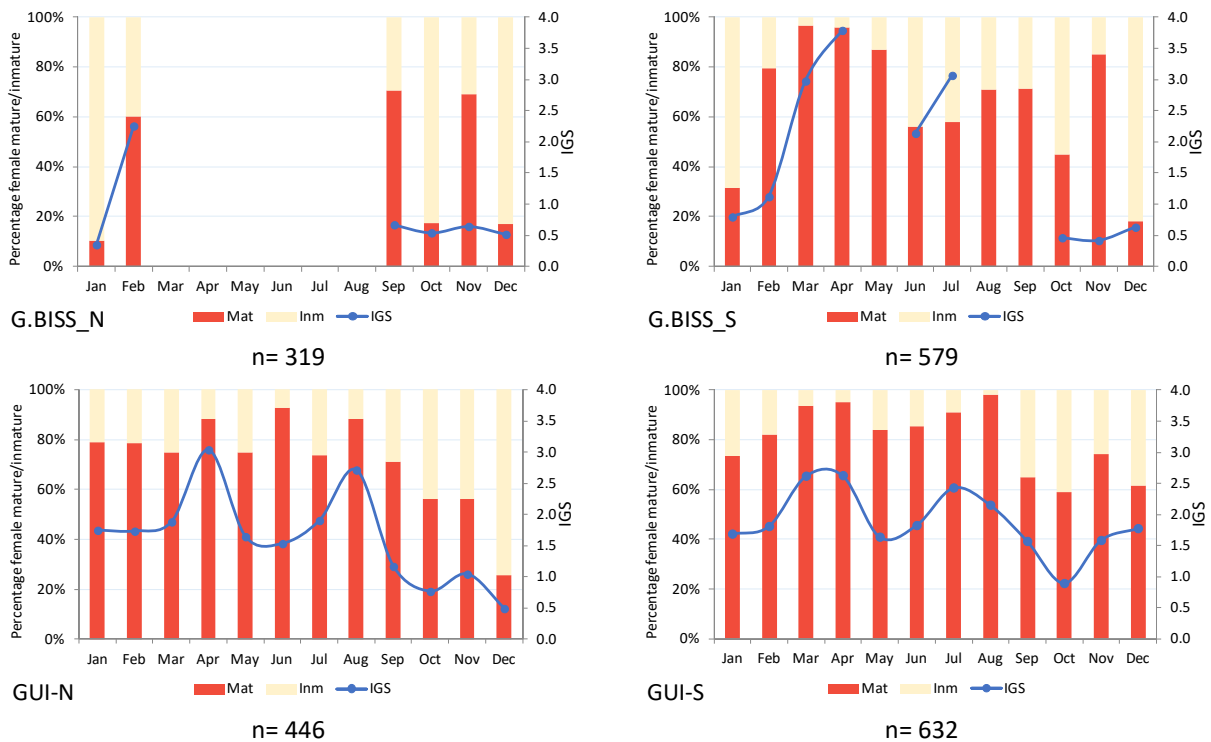 100%
80%
60%
40%
20%
0%
Percentage female mature/inmature
4.0
3.5
3.0
2.5
2.0
1.5
1.0
0.5
0.0
IGS
Jan Feb Mar Apr May Jun Jul Aug Sep Oct Nov Dec
Mat Inm IGS
G.BISS_N
n= 319
100%
80%
60%
40%
20%
0%
Percentage female mature/inmature
4.0
3.5
3.0
2.5
2.0
1.5
1.0
0.5
0.0
IGS
Jan Feb Mar Apr May Jun Jul Aug Sep Oct Nov Dec
Mat Inm IGS
G.BISS_S
n= 579
100%
80%
60%
40%
20%
0%
Percentage female mature/inmature
4.0
3.5
3.0
2.5
2.0
1.5
1.0
0.5
0.0
IGS
Jan Feb Mar Apr May Jun Jul Aug Sep Oct Nov Dec
Mat Inm IGS
GUI-N
n= 446
100%
80%
60%
40%
20%
0%
Percentage female mature/inmature
4.0
3.5
3.0
2.5
2.0
1.5
1.0
0.5
0.0
IGS
Jan Feb Mar Apr May Jun Jul Aug Sep Oct Nov Dec
Mat Inm IGS
GUI-S
n= 632